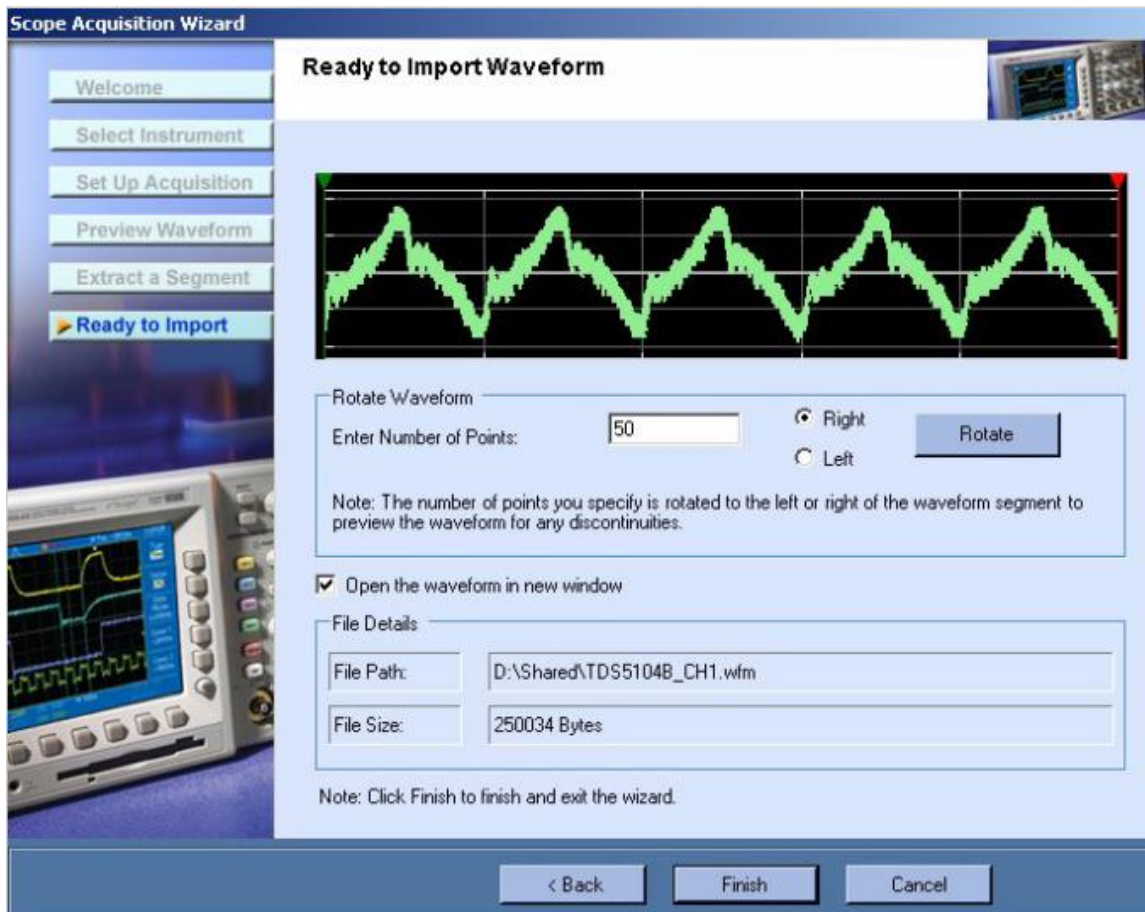 Scope Acquisition Wizard
Ready to Import Waveform
Welcome
Select Instrument
Set Up Acquisition
Preview Waveform
Extract a Segment
Ready to Import
Rotate Waveform
Enter Number of Points:
50
Right
Left
Rotate
Note: The number of points you specify is rotated to the left or right of the waveform segment to
preview the waveform for any discontinuities.
Open the waveform in new window
File Details
File Path:
D:\Shared\TDS5104B_CH1.wfm
File Size:
250034 Bytes
Note: Click Finish to finish and exit the wizard.
< Back
Finish
Cancel